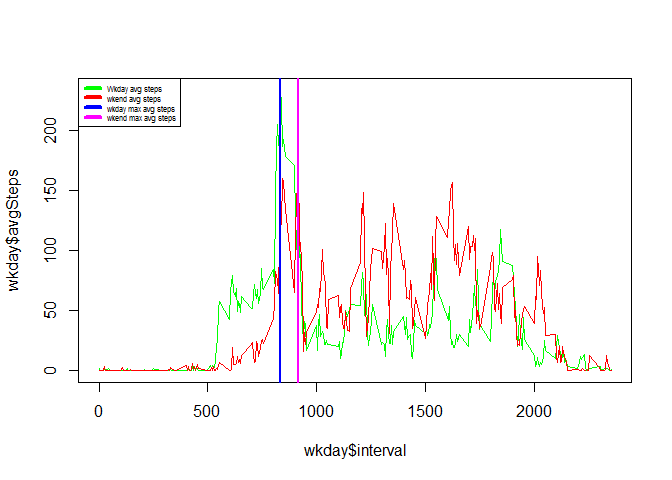 Wkday avg steps
wkend avg steps
wkday max avg steps
wkend max avg steps
wkday$avgSteps
200
150
100
50
0
0
500
1000
1500
2000
wkday$interval